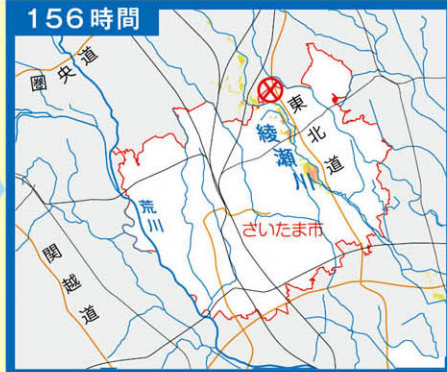 156時間
圏央道
東北道
綾瀬川
荒川
さいたま市
関越道